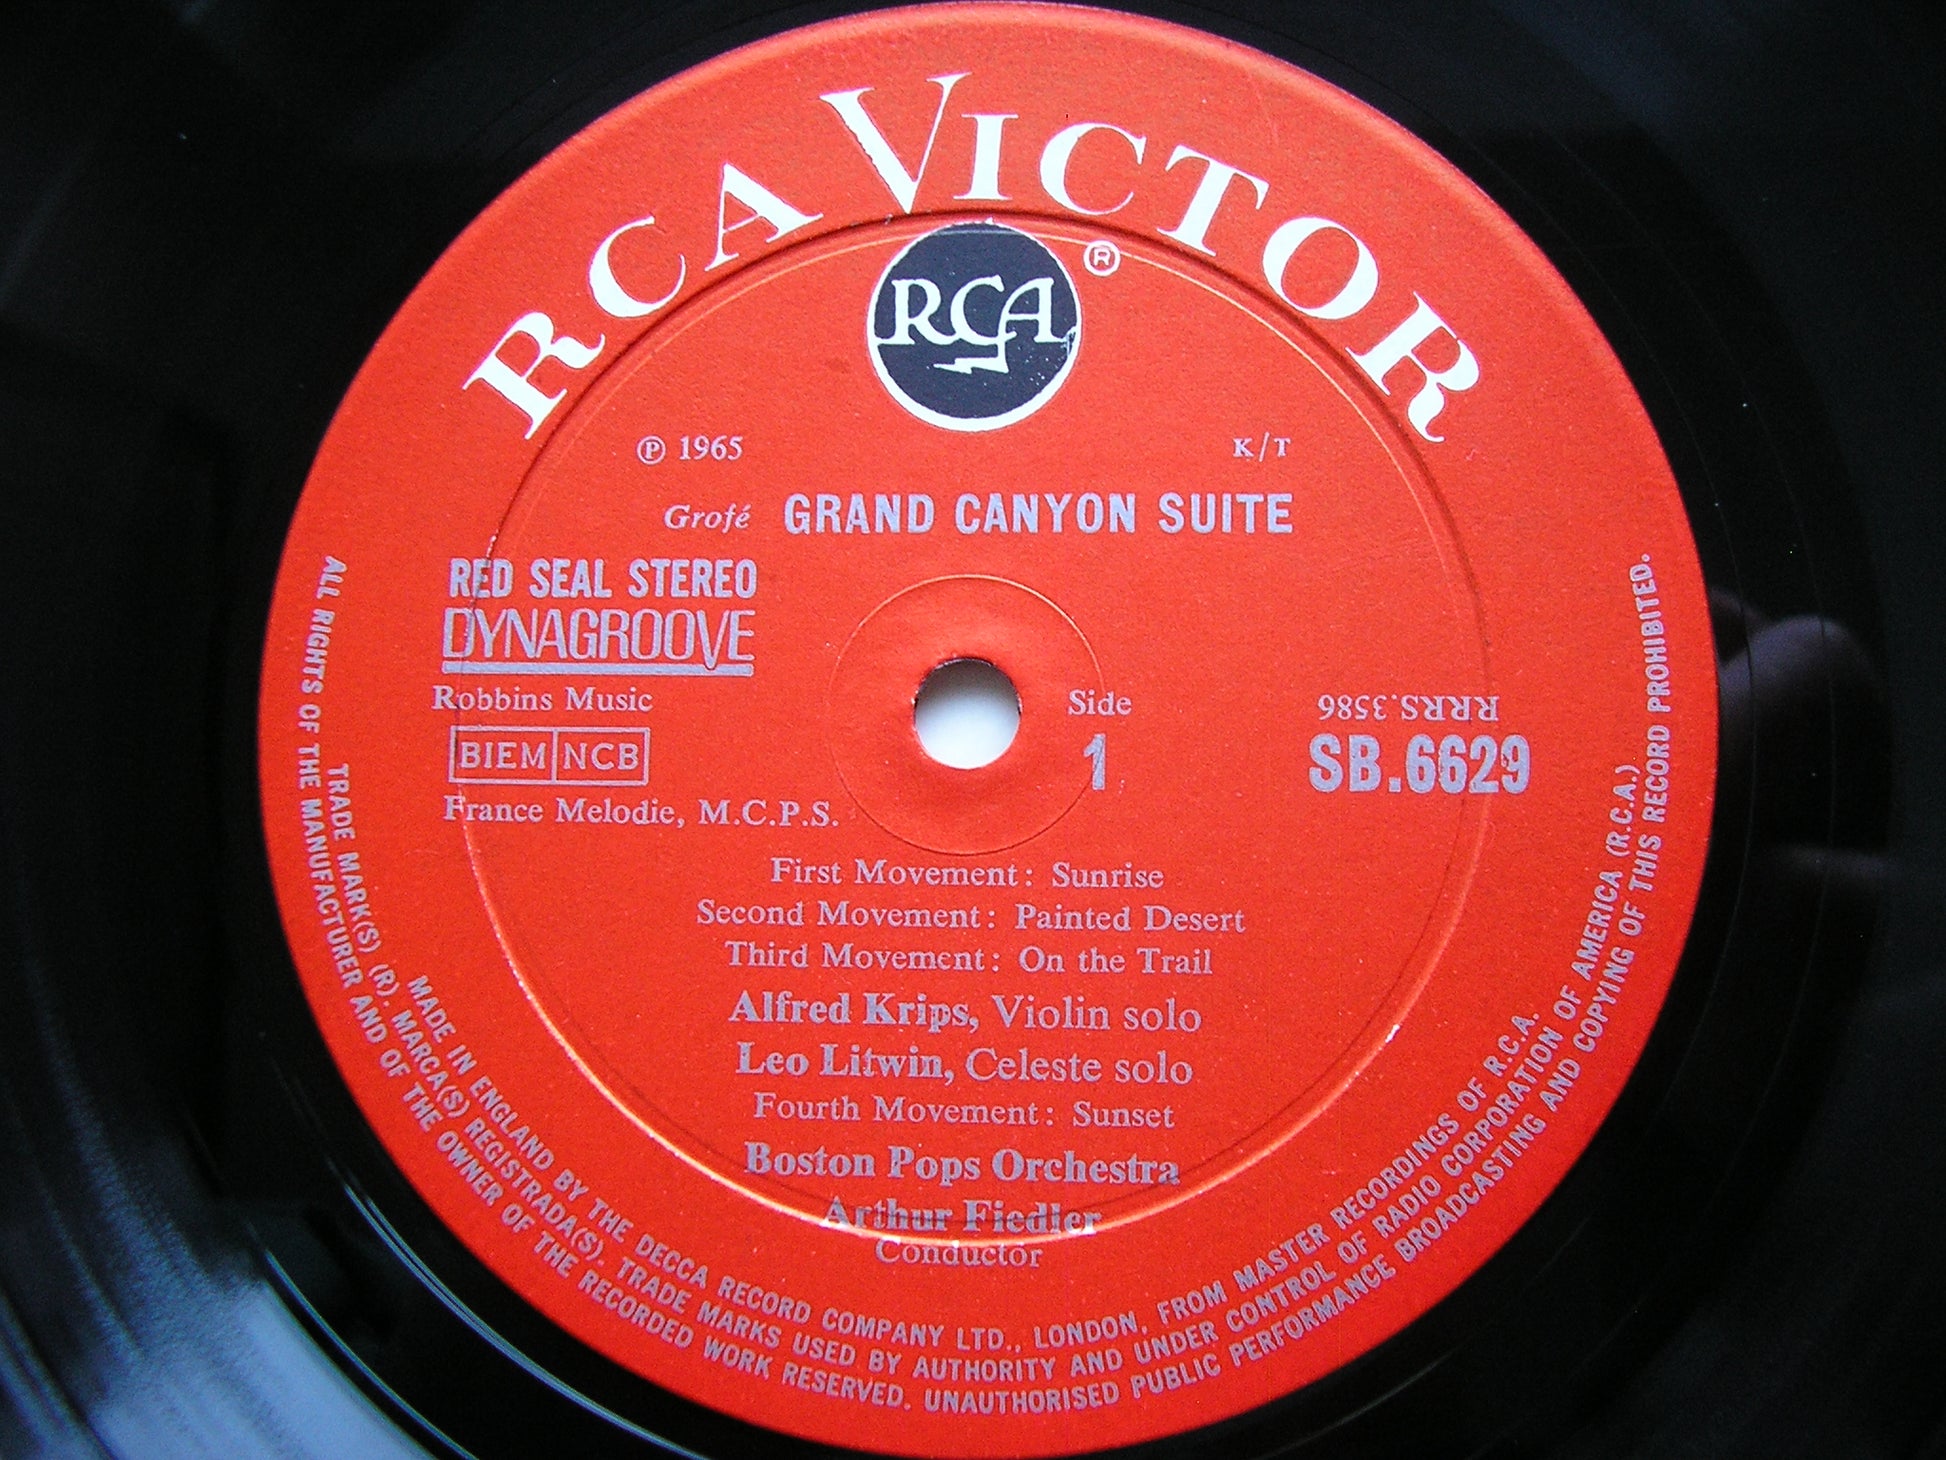 RCA VICTOR
RCA ®
Ⓟ 1965 K/T
Grofé GRAND CANYON SUITE
RED SEAL STEREO
DYNAGROOVE
Robbins Music
BIEM NCB
France Melodie, M.C.P.S.
Side
1
RRRS.3586
SB.6629
First Movement: Sunrise
Second Movement: Painted Desert
Third Movement: On the Trail
Alfred Krips, Violin solo
Leo Litwin, Celeste solo
Fourth Movement: Sunset
Boston Pops Orchestra
Arthur Fiedler
Conductor
MADE IN ENGLAND BY THE DECCA RECORD COMPANY LTD., LONDON, FROM MASTER RECORDINGS OF R.C.A.
TRADE MARK(S) (R). MARCA(S) REGISTRADA(S). TRADE MARKS USED BY AUTHORITY AND UNDER CONTROL OF RADIO CORPORATION OF AMERICA (R.C.A.)
ALL RIGHTS OF THE MANUFACTURER AND OF THE OWNER OF THE RECORDED WORK RESERVED. UNAUTHORISED PUBLIC PERFORMANCE BROADCASTING AND COPYING OF THIS RECORD PROHIBITED.